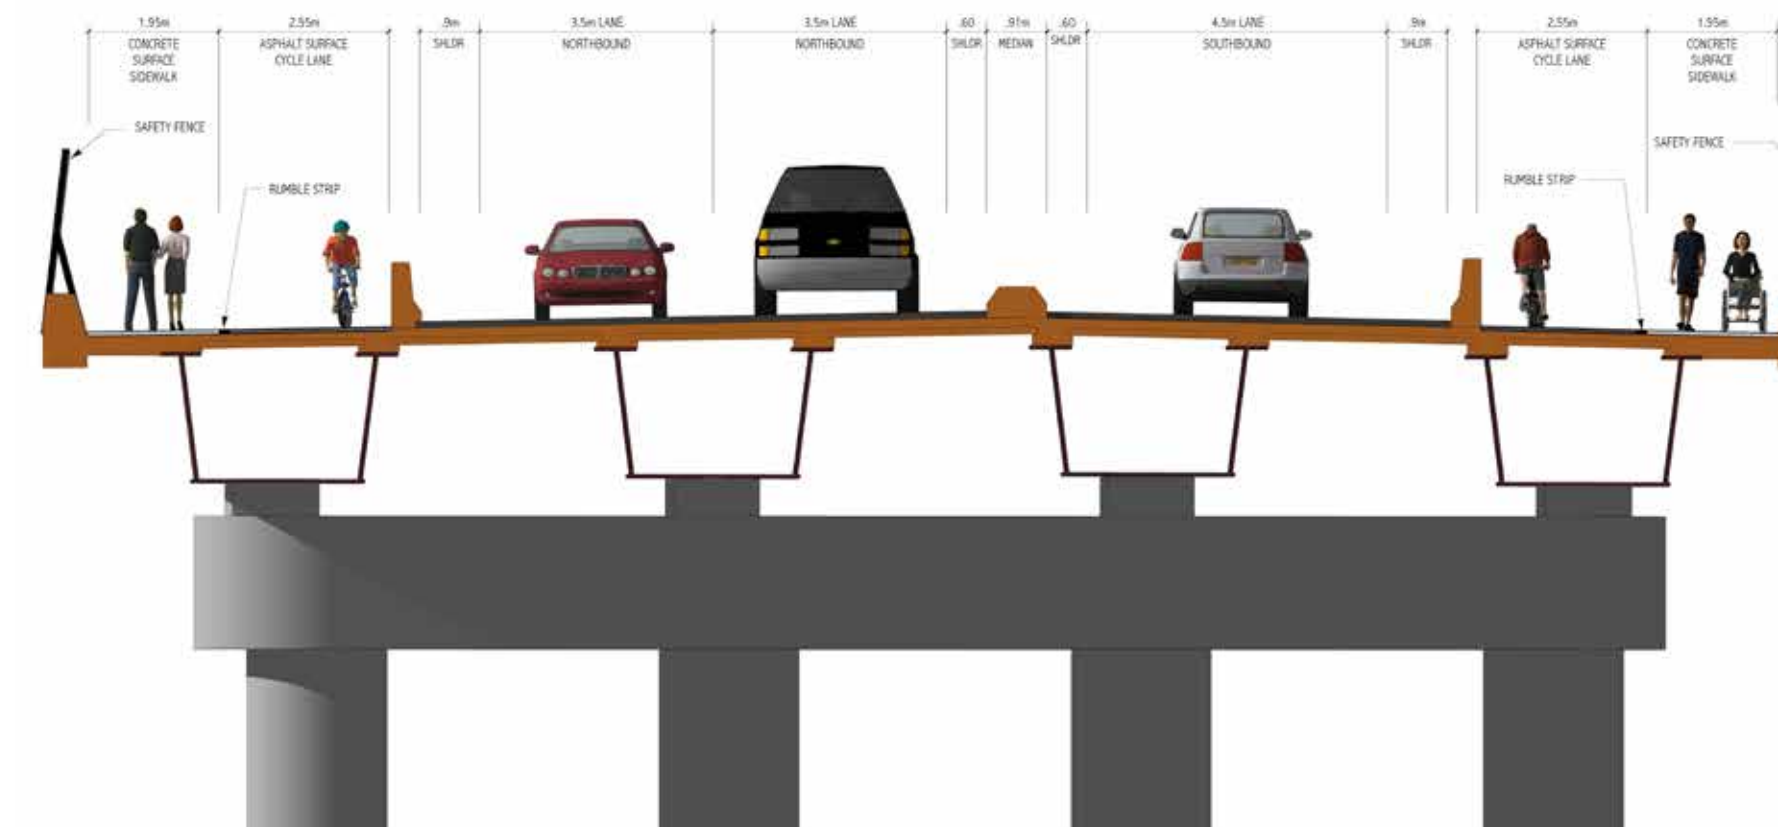 1.95m 2.55m .9m 3.5m LANE 3.5m LANE .60 .91m .60 4.5m LANE .9m 2.55m 1.95m
CONCRETE SURFACE SIDEWALK
ASPHALT SURFACE CYCLE LANE
SHLDR
NORTHBOUND
NORTHBOUND
SHLDR
MEDIAN
SHLDR
SOUTHBOUND
SHLDR
ASPHALT SURFACE CYCLE LANE
CONCRETE SURFACE SIDEWALK
SAFETY FENCE
SAFETY FENCE
RUMBLE STRIP
RUMBLE STRIP